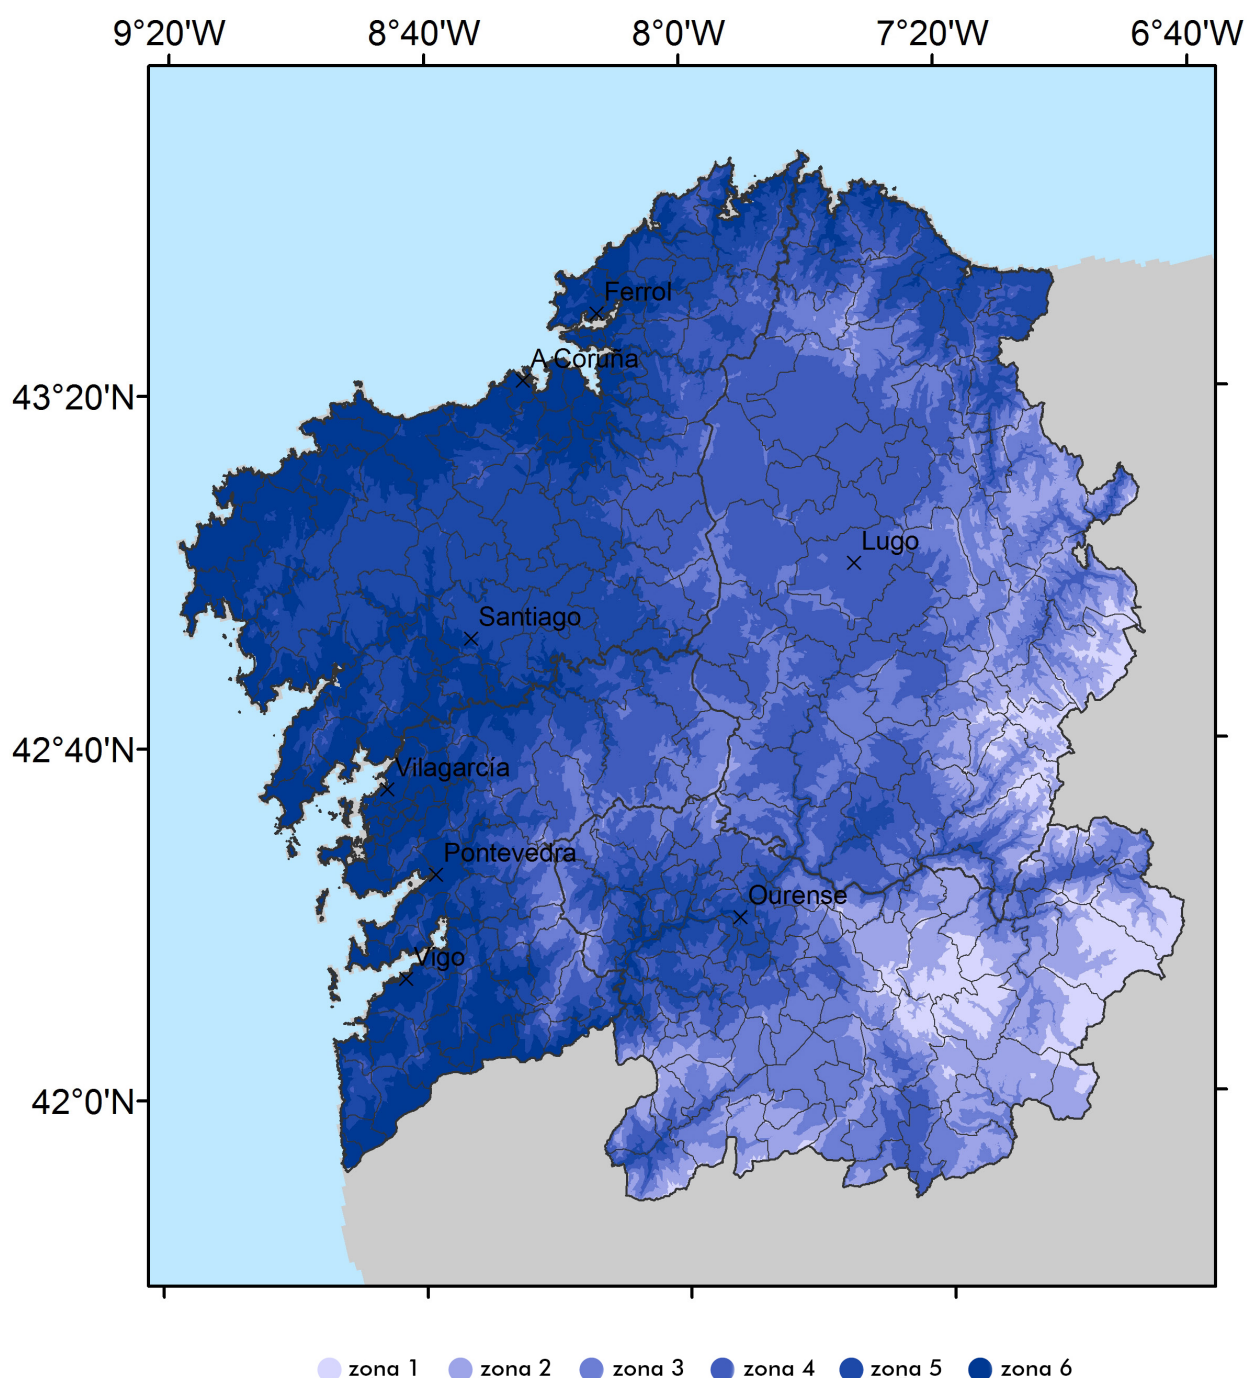 9°20'W 8°40'W 8°0'W 7°20'W 6°40'W
Ferrol
A Coruña
43°20'N
Lugo
Santiago
42°40'N
Vilagarcía
Pontevedra
Ourense
Vigo
42°0'N
zona 1 zona 2 zona 3 zona 4 zona 5 zona 6